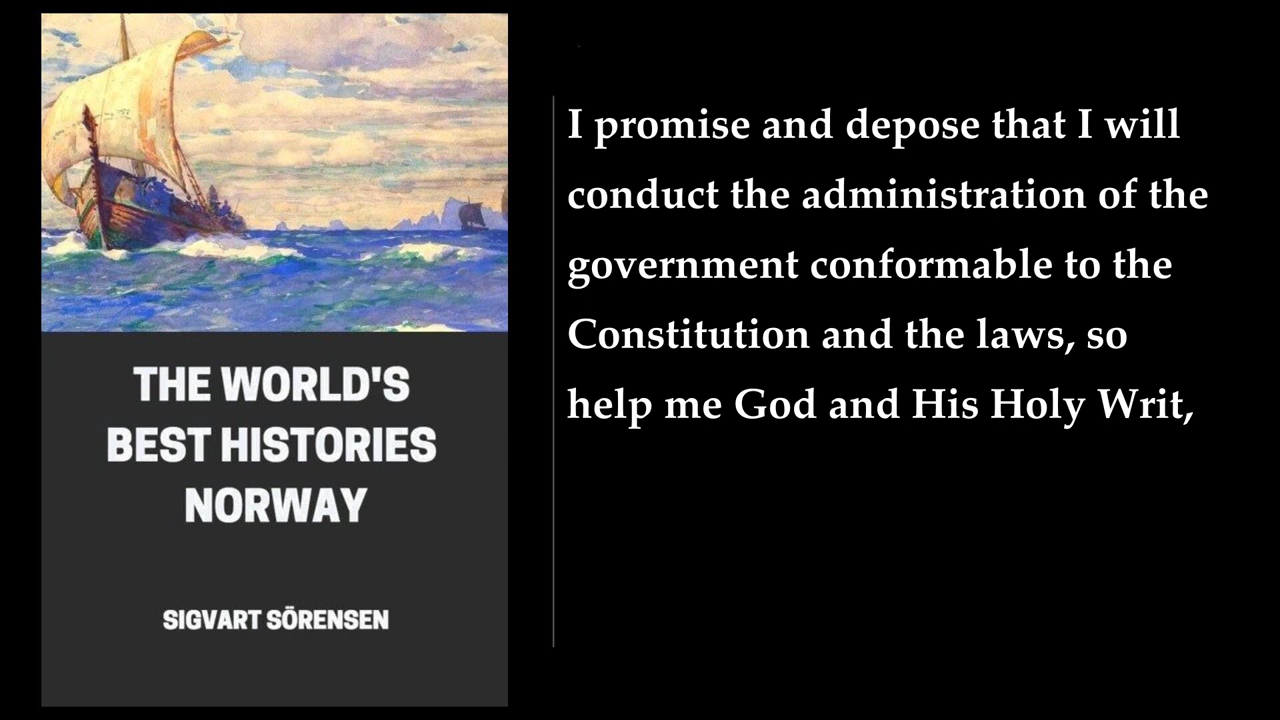 THE WORLD'S
BEST HISTORIES
NORWAY
SIGVART SÖRENSEN
I promise and depose that I will
conduct the administration of the
government conformable to the
Constitution and the laws, so
help me God and His Holy Writ,